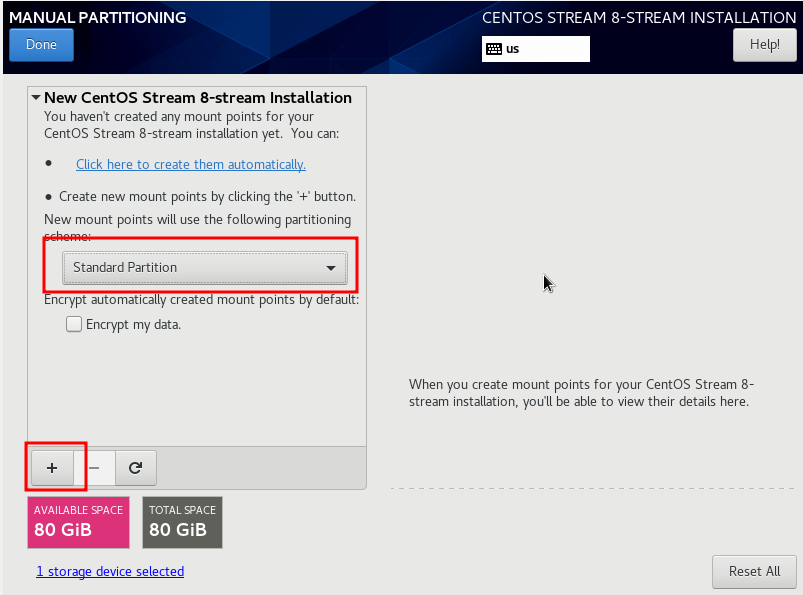 MANUAL PARTITIONING
CENTOS STREAM 8-STREAM INSTALLATION
Done
us
Help!
New CentOS Stream 8-stream Installation
You haven't created any mount points for your
CentOS Stream 8-stream installation yet. You can:
• Click here to create them automatically.
• Create new mount points by clicking the '+' button.
New mount points will use the following partitioning
scheme:
Standard Partition
Encrypt automatically created mount points by default:
Encrypt my data.
When you create mount points for your CentOS Stream 8-
stream installation, you'll be able to view their details here.
+ −
AVAILABLE SPACE
80 GiB
TOTAL SPACE
80 GiB
1 storage device selected
Reset All